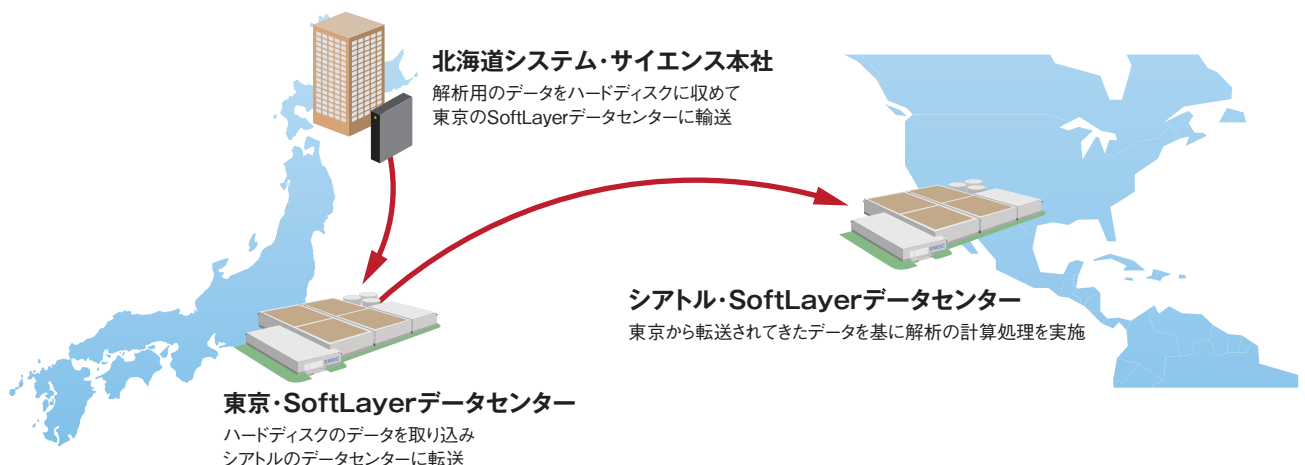 北海道システム・サイエンス本社
解析用のデータをハードディスクに収めて
東京のSoftLayerデータセンターに輸送
シアトル・SoftLayerデータセンター
東京から転送されてきたデータを基に解析の計算処理を実施
東京・SoftLayerデータセンター
ハードディスクのデータを取り込み
シアトルのデータセンターに転送